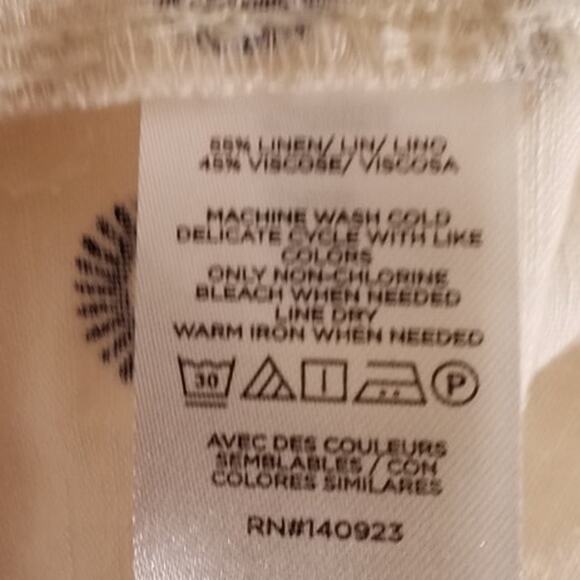 55% LINEN/ LIN/ LINO
45% VISCOSE/ VISCOSA
MACHINE WASH COLD
DELICATE CYCLE WITH LIKE
COLORS
ONLY NON-CHLORINE
BLEACH WHEN NEEDED
LINE DRY
WARM IRON WHEN NEEDED
30 P
AVEC DES COULEURS
SEMBLABLES / CON
COLORES SIMILARES
RN#140923